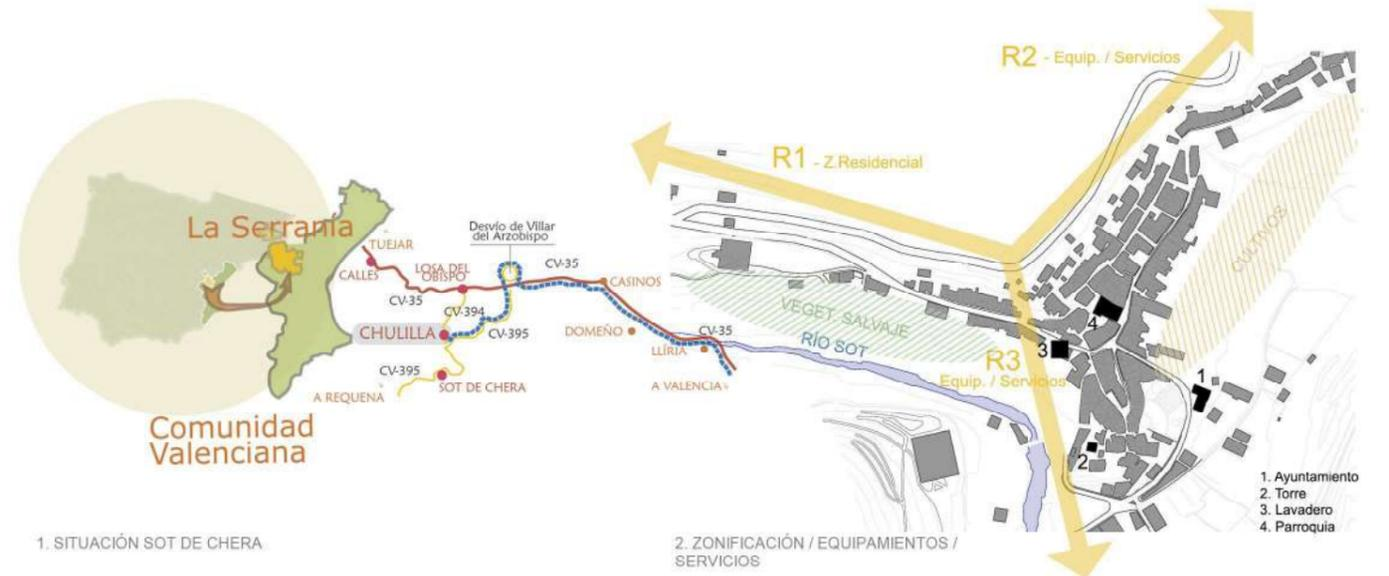 La Serranía
Comunidad
Valenciana
TUEJAR
CALLES
LOSA DEL
OBISPO
CV-35
CV-394
CHULILLA
CV-395
CV-395
SOT DE CHERA
A REQUENA
Desvío de Villar
del Arzobispo
CV-35
CASINOS
DOMEÑO
LLÍRIA
CV-35
A VALENCIA
1. SITUACIÓN SOT DE CHERA
R1 - Z.Residencial
R2 - Equip. / Servicios
R3
Equip. / Servicios
VEGET. SALVAJE
RÍO SOT
CULTIVOS
4
3
1
2
1. Ayuntamiento
2. Torre
3. Lavadero
4. Parroquia
2. ZONIFICACIÓN / EQUIPAMIENTOS /
SERVICIOS